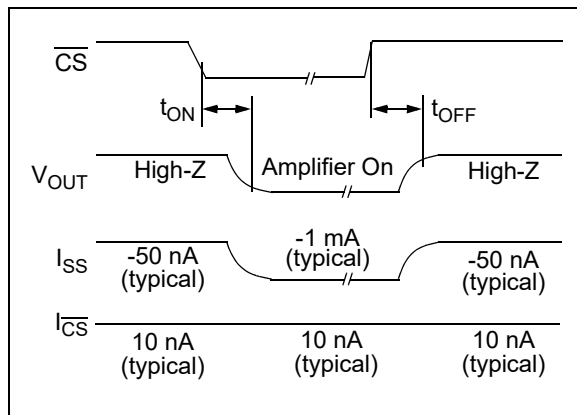 CS
tON
tOFF
VOUT
High-Z
Amplifier On
High-Z
ISS
-50 nA
(typical)
-1 mA
(typical)
-50 nA
(typical)
ICS
10 nA
(typical)
10 nA
(typical)
10 nA
(typical)